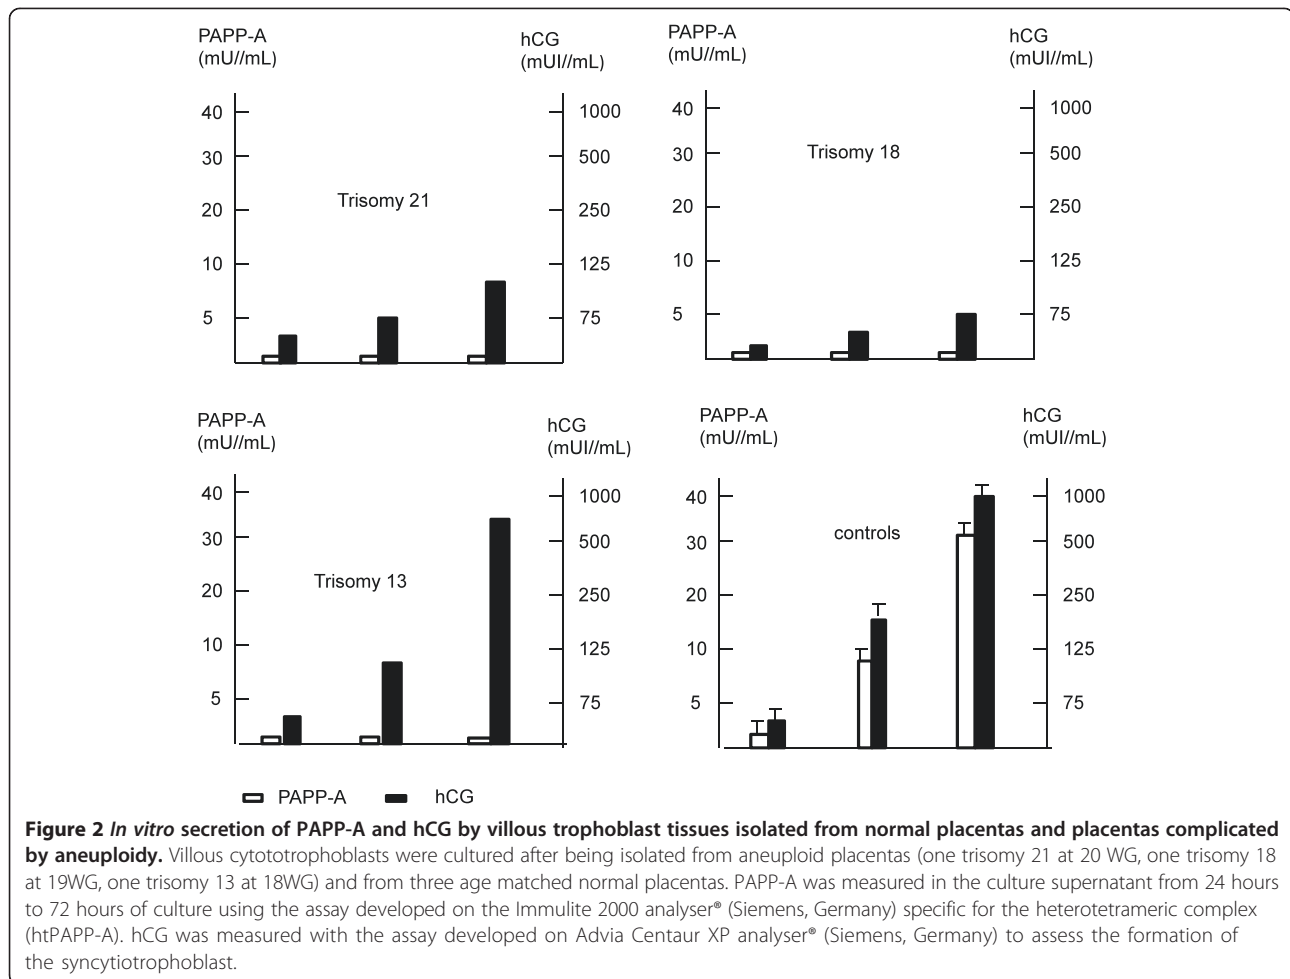 PAPP-A
(mU//mL)
hCG
(mUI//mL)
40
30
20
10
5
1000
500
250
125
75
Trisomy 21
PAPP-A
(mU//mL)
hCG
(mUI//mL)
40
30
20
10
5
1000
500
250
125
75
Trisomy 18
PAPP-A
(mU//mL)
hCG
(mUI//mL)
40
30
20
10
5
1000
500
250
125
75
Trisomy 13
PAPP-A
(mU//mL)
hCG
(mUI//mL)
40
30
20
10
5
1000
500
250
125
75
controls
PAPP-A hCG
Figure 2 In vitro secretion of PAPP-A and hCG by villous trophoblast tissues isolated from normal placentas and placentas complicated
by aneuploidy. Villous cytototrophoblasts were cultured after being isolated from aneuploid placentas (one trisomy 21 at 20 WG, one trisomy 18
at 19WG, one trisomy 13 at 18WG) and from three age matched normal placentas. PAPP-A was measured in the culture supernatant from 24 hours
to 72 hours of culture using the assay developed on the Immulite 2000 analyser® (Siemens, Germany) specific for the heterotetrameric complex
(htPAPP-A). hCG was measured with the assay developed on Advia Centaur XP analyser® (Siemens, Germany) to assess the formation of
the syncytiotrophoblast.